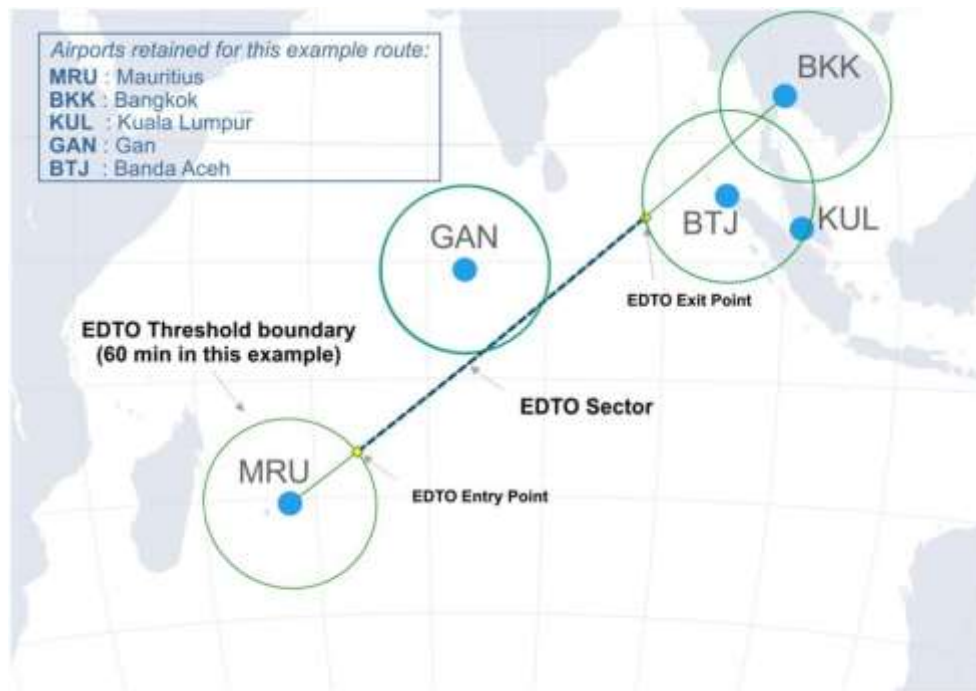 Airports retained for this example route:
MRU : Mauritius
BKK : Bangkok
KUL : Kuala Lumpur
GAN : Gan
BTJ : Banda Aceh
BKK
GAN
BTJ
KUL
EDTO Exit Point
EDTO Threshold boundary
(60 min in this example)
EDTO Sector
MRU
EDTO Entry Point